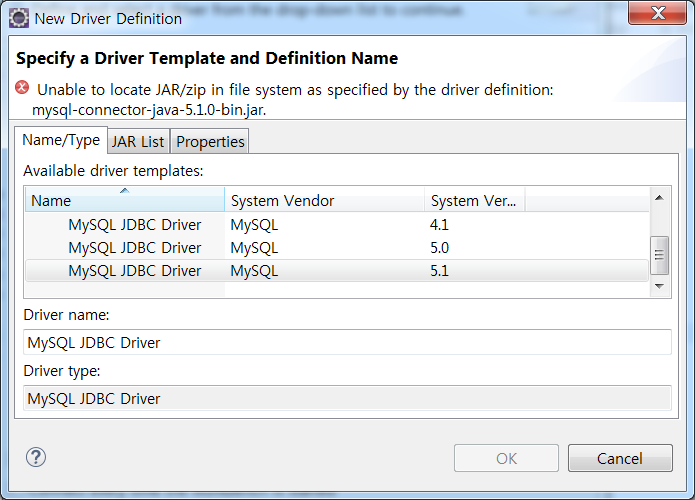 New Driver Definition
Specify a Driver Template and Definition Name
Unable to locate JAR/zip in file system as specified by the driver definition:
mysql-connector-java-5.1.0-bin.jar.
Name/Type JAR List Properties
Available driver templates:
Name System Vendor System Ver...
MySQL JDBC Driver MySQL 4.1
MySQL JDBC Driver MySQL 5.0
MySQL JDBC Driver MySQL 5.1
Driver name:
MySQL JDBC Driver
Driver type:
MySQL JDBC Driver
? OK Cancel